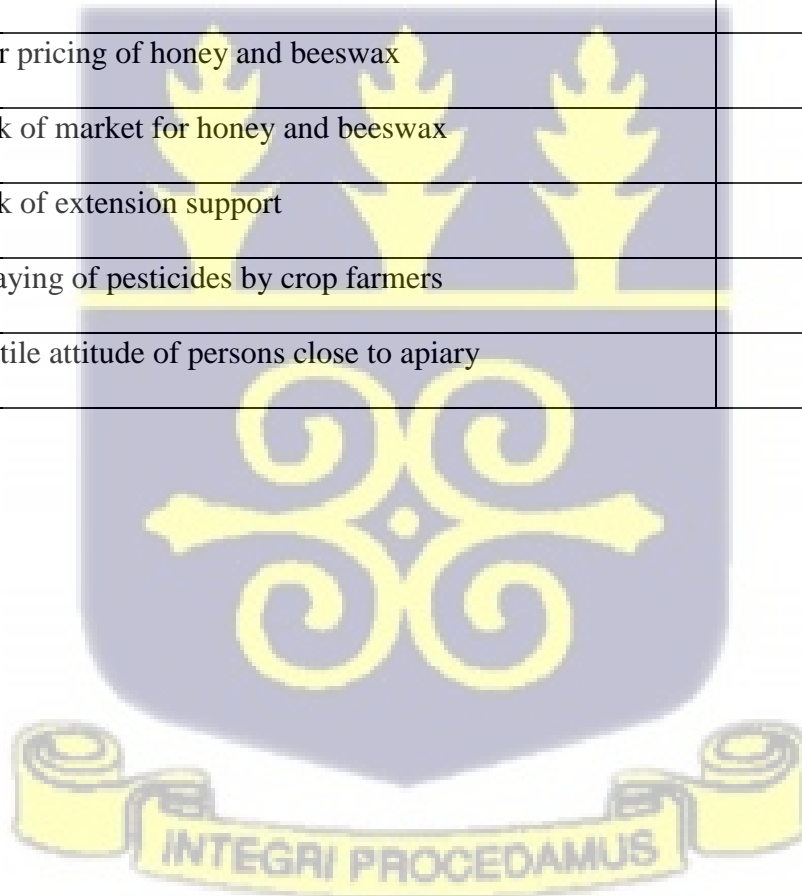 r pricing of honey and beeswax
k of market for honey and beeswax
k of extension support
aying of pesticides by crop farmers
tile attitude of persons close to apiary
INTEGRI PROCEDAMUS